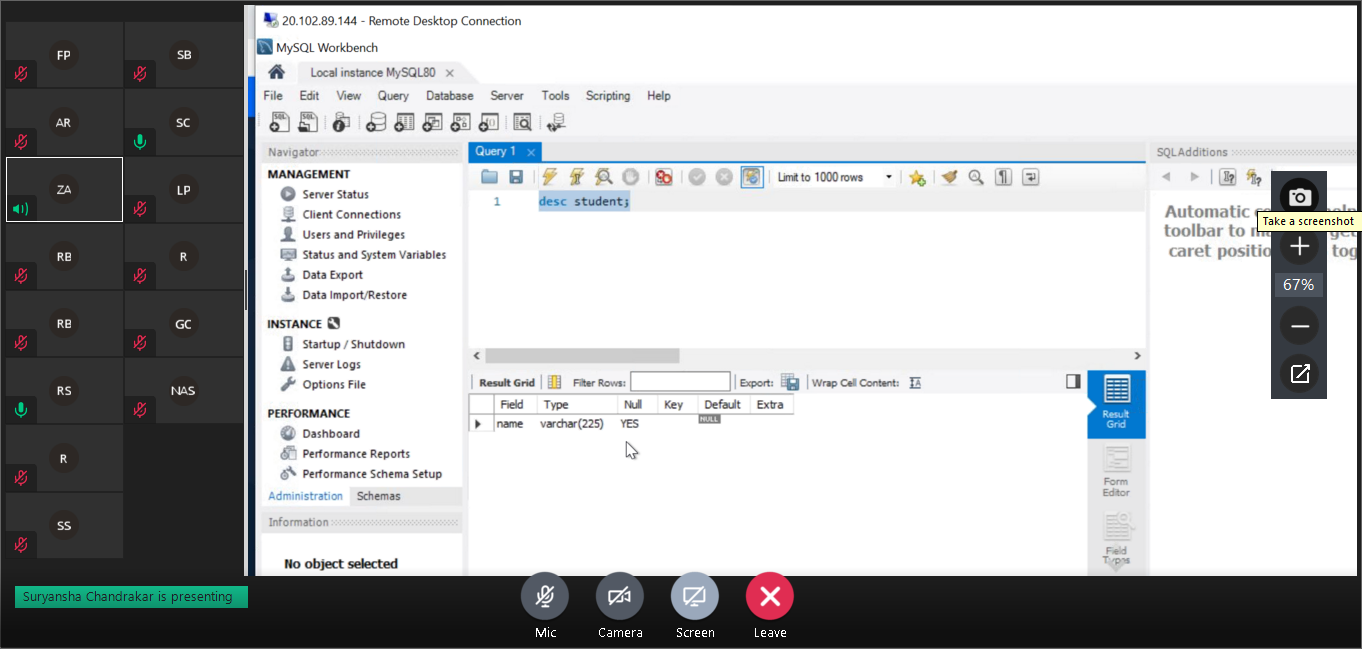 FP
SB
AR
SC
ZA
LP
RB
R
RB
GC
RS
NAS
R
SS
Suryansha Chandrakar is presenting
20.102.89.144 - Remote Desktop Connection
MySQL Workbench
Local instance MySQL80
File Edit View Query Database Server Tools Scripting Help
Navigator
MANAGEMENT
Server Status
Client Connections
Users and Privileges
Status and System Variables
Data Export
Data Import/Restore
INSTANCE
Startup / Shutdown
Server Logs
Options File
PERFORMANCE
Dashboard
Performance Reports
Performance Schema Setup
Administration Schemas
Information
No object selected
Query 1
Limit to 1000 rows
1 desc student;
Result Grid Filter Rows: Export: Wrap Cell Content:
Field Type Null Key Default Extra
name varchar(225) YES NULL
Result
Grid
Form
Editor
Field
Types
SQLAdditions
Automatic
toolbar to
caret
Take a screenshot
67%
Mic
Camera
Screen
Leave